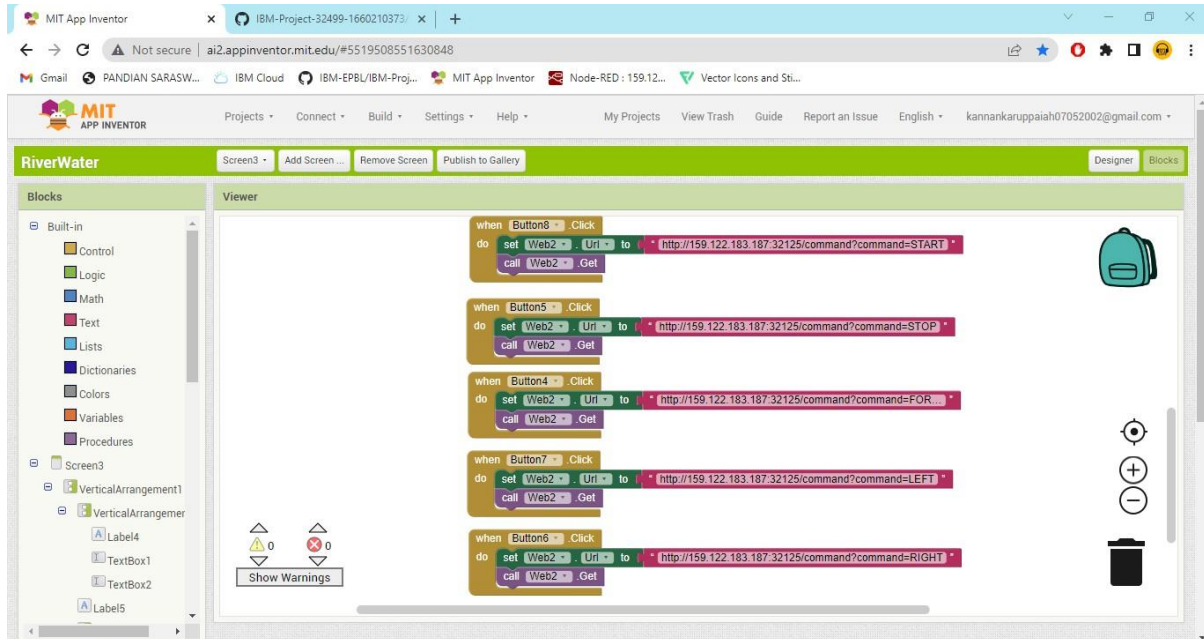 MIT App Inventor
IBM-Project-32499-1660210373/
Not secure | ai2.appinventor.mit.edu/#5519508551630848
Gmail PANDIAN SARASW... IBM Cloud IBM-EPBL/IBM-Proj... MIT App Inventor Node-RED : 159.12... Vector Icons and Sti...
MIT
APP INVENTOR
Projects Connect Build Settings Help My Projects View Trash Guide Report an Issue English kannankaruppaiah07052002@gmail.com
RiverWater Screen3 Add Screen ... Remove Screen Publish to Gallery Designer Blocks
Blocks
Built-in
Control
Logic
Math
Text
Lists
Dictionaries
Colors
Variables
Procedures
Screen3
VerticalArrangement1
VerticalArrangemer
Label4
TextBox1
TextBox2
Label5
Viewer
when Button8 .Click
do set Web2 . Url to " http://159.122.183.187:32125/command?command=START "
call Web2 .Get
when Button5 .Click
do set Web2 . Url to " http://159.122.183.187:32125/command?command=STOP "
call Web2 .Get
when Button4 .Click
do set Web2 . Url to " http://159.122.183.187:32125/command?command=FOR... "
call Web2 .Get
when Button7 .Click
do set Web2 . Url to " http://159.122.183.187:32125/command?command=LEFT "
call Web2 .Get
when Button6 .Click
do set Web2 . Url to " http://159.122.183.187:32125/command?command=RIGHT "
call Web2 .Get
0 0
Show Warnings